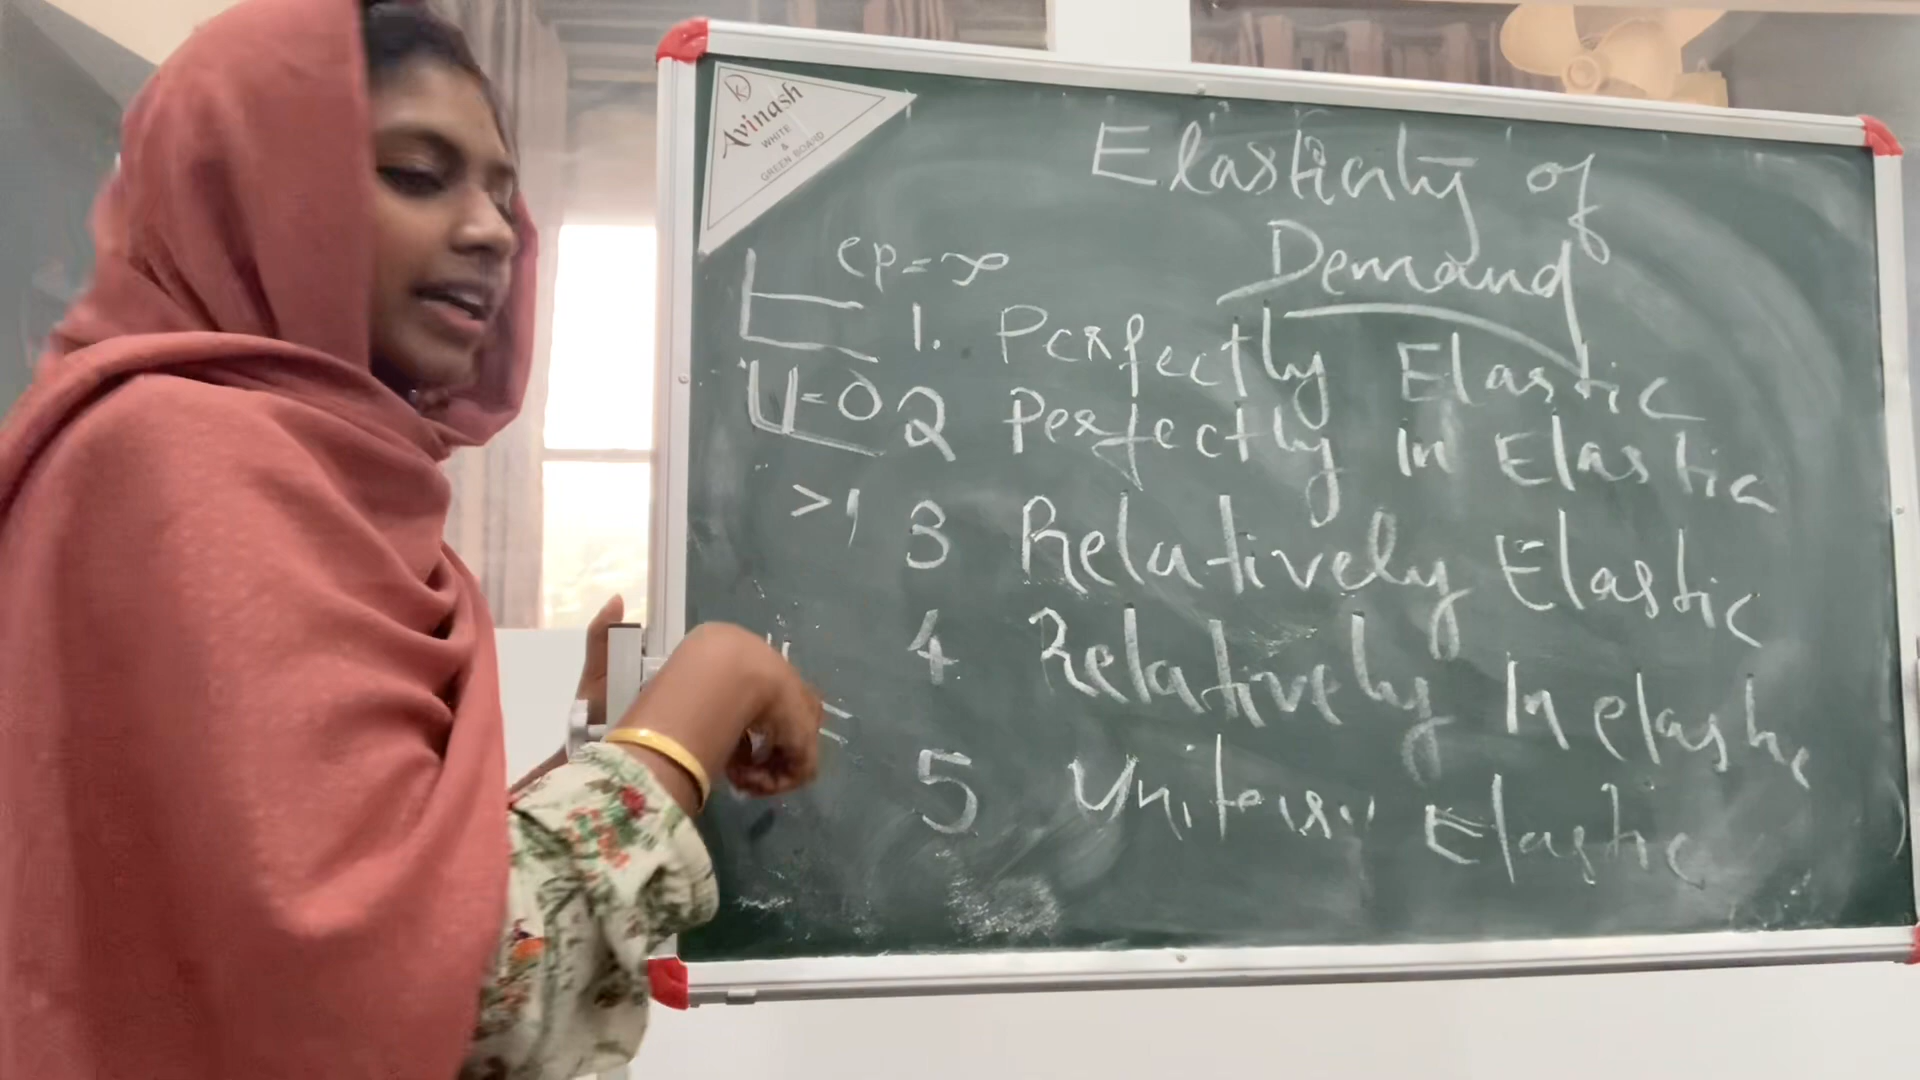 K
Avinash
WHITE
&
GREEN BOARD
Elasticity of
Demand
ep=∞
1. Perfectly Elastic
=0 2 Perfectly in Elastic
>1 3 Relatively Elastic
4 Relatively Inelastic
5 Unitary Elastic